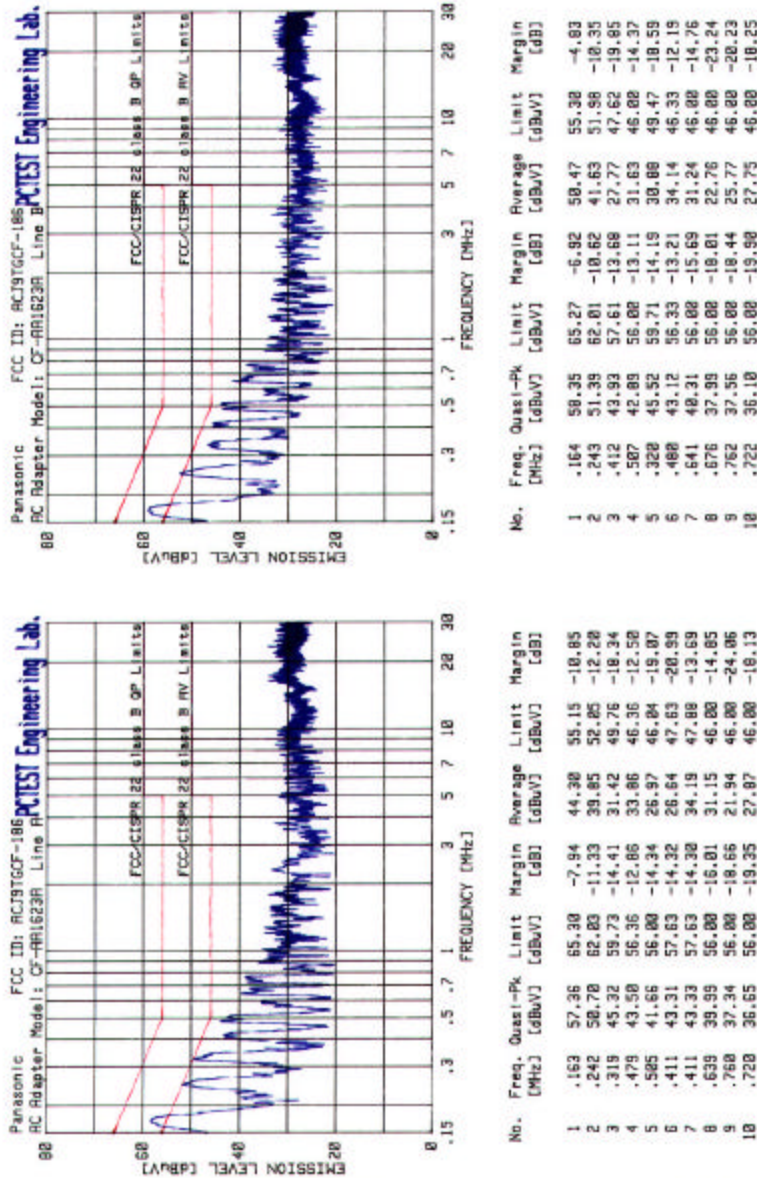 Panasonic FCC ID: ACJ9TGCF-186 PCTEST Engineering Lab.
AC Adapter Model: CF-AA1623A Line A
80
60
40
20
0
EMISSION LEVEL [dBuV]
FCC/CISPR 22 class B QP Limits
FCC/CISPR 22 class B AV Limits
.15 .3 .5 .7 1 3 5 7 10 20 30
FREQUENCY [MHz]
No. Freq. Quasi-Pk Limit Margin Average Limit Margin
[MHz] [dBuV] [dBuV] [dB] [dBuV] [dBuV] [dB]
1 .163 57.36 65.30 -7.94 44.30 55.15 -10.85
2 .242 50.70 62.03 -11.33 39.85 52.05 -12.20
3 .319 45.32 59.73 -14.41 31.42 49.76 -18.34
4 .479 43.50 56.36 -12.86 33.86 46.36 -12.50
5 .505 41.66 56.00 -14.34 26.97 46.04 -19.07
6 .411 43.31 57.63 -14.32 26.64 47.63 -20.99
7 .411 43.33 57.63 -14.30 34.19 47.88 -13.69
8 .639 39.99 56.00 -16.01 31.15 46.00 -14.85
9 .760 37.34 56.00 -18.66 21.94 46.00 -24.06
10 .720 36.65 56.00 -19.35 27.87 46.00 -18.13
Panasonic FCC ID: ACJ9TGCF-186 PCTEST Engineering Lab.
AC Adapter Model: CF-AA1623A Line B
80
60
40
20
0
EMISSION LEVEL [dBuV]
FCC/CISPR 22 class B QP Limits
FCC/CISPR 22 class B AV Limits
.15 .3 .5 .7 1 3 5 7 10 20 30
FREQUENCY [MHz]
No. Freq. Quasi-Pk Limit Margin Average Limit Margin
[MHz] [dBuV] [dBuV] [dB] [dBuV] [dBuV] [dB]
1 .164 58.35 65.27 -6.92 50.47 55.30 -4.83
2 .243 51.39 62.01 -10.62 41.63 51.98 -10.35
3 .412 43.93 57.61 -13.68 27.77 47.62 -19.85
4 .507 42.89 56.00 -13.11 31.63 46.00 -14.37
5 .320 45.52 59.71 -14.19 30.88 49.47 -18.59
6 .480 43.12 56.33 -13.21 34.14 46.33 -12.19
7 .641 40.31 56.00 -15.69 31.24 46.00 -14.76
8 .676 37.99 56.00 -18.01 22.76 46.00 -23.24
9 .762 37.56 56.00 -18.44 25.77 46.00 -20.23
10 .722 36.10 56.00 -19.90 27.75 46.00 -18.25